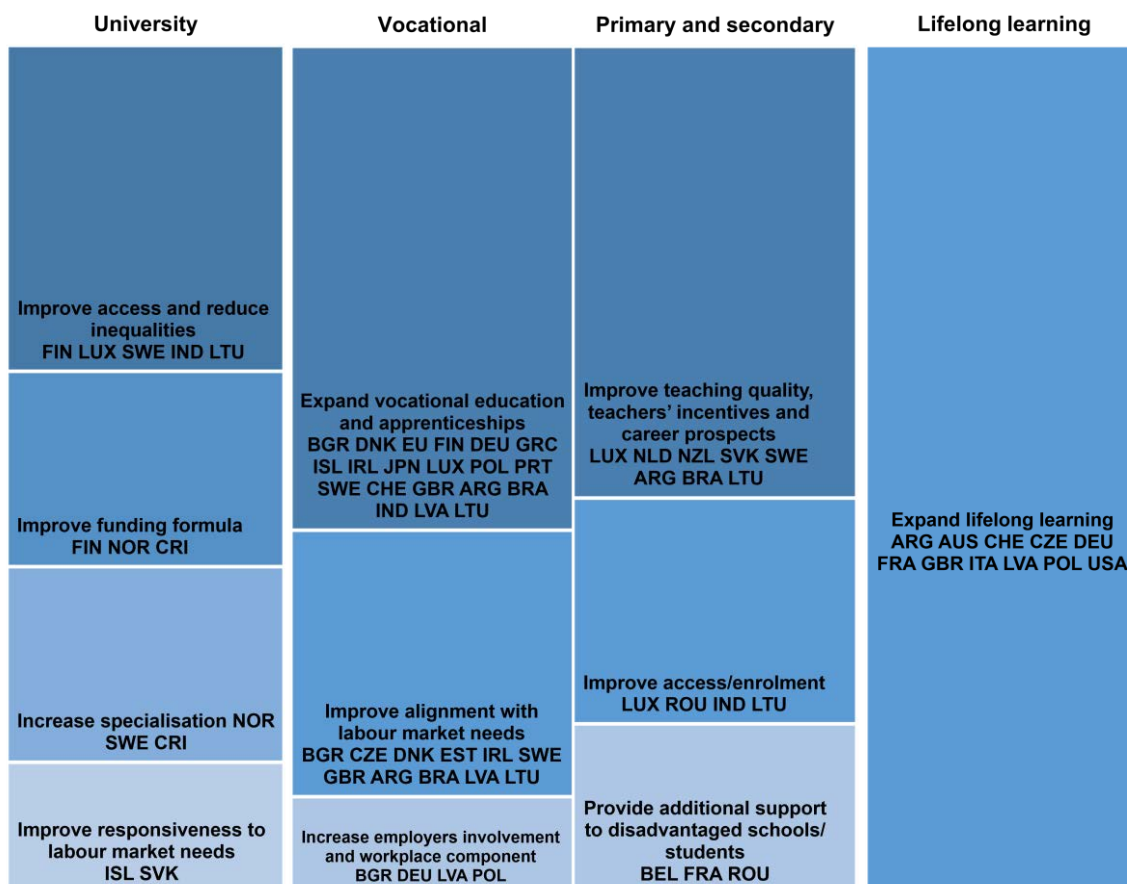 University
Vocational
Primary and secondary
Lifelong learning
Improve access and reduce
inequalities
FIN LUX SWE IND LTU
Improve funding formula
FIN NOR CRI
Increase specialisation NOR
SWE CRI
Improve responsiveness to
labour market needs
ISL SVK
Expand vocational education
and apprenticeships
BGR DNK EU FIN DEU GRC
ISL IRL JPN LUX POL PRT
SWE CHE GBR ARG BRA
IND LVA LTU
Improve alignment with
labour market needs
BGR CZE DNK EST IRL SWE
GBR ARG BRA LVA LTU
Increase employers involvement
and workplace component
BGR DEU LVA POL
Improve teaching quality,
teachers’ incentives and
career prospects
LUX NLD NZL SVK SWE
ARG BRA LTU
Improve access/enrolment
LUX ROU IND LTU
Provide additional support
to disadvantaged schools/
students
BEL FRA ROU
Expand lifelong learning
ARG AUS CHE CZE DEU
FRA GBR ITA LVA POL USA